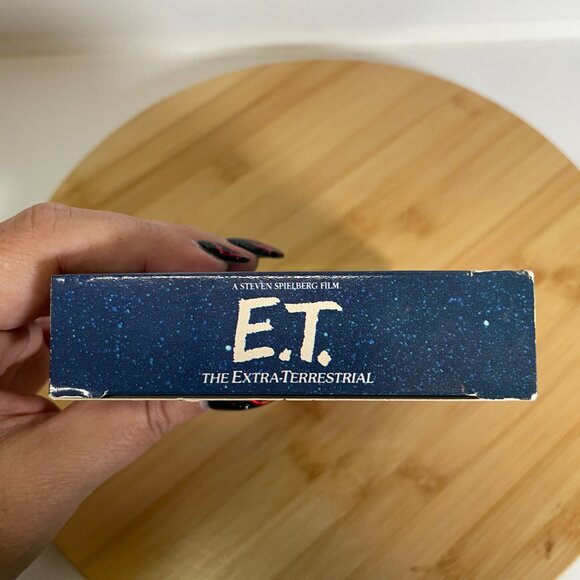 A STEVEN SPIELBERG FILM
E.T.
THE EXTRA-TERRESTRIAL